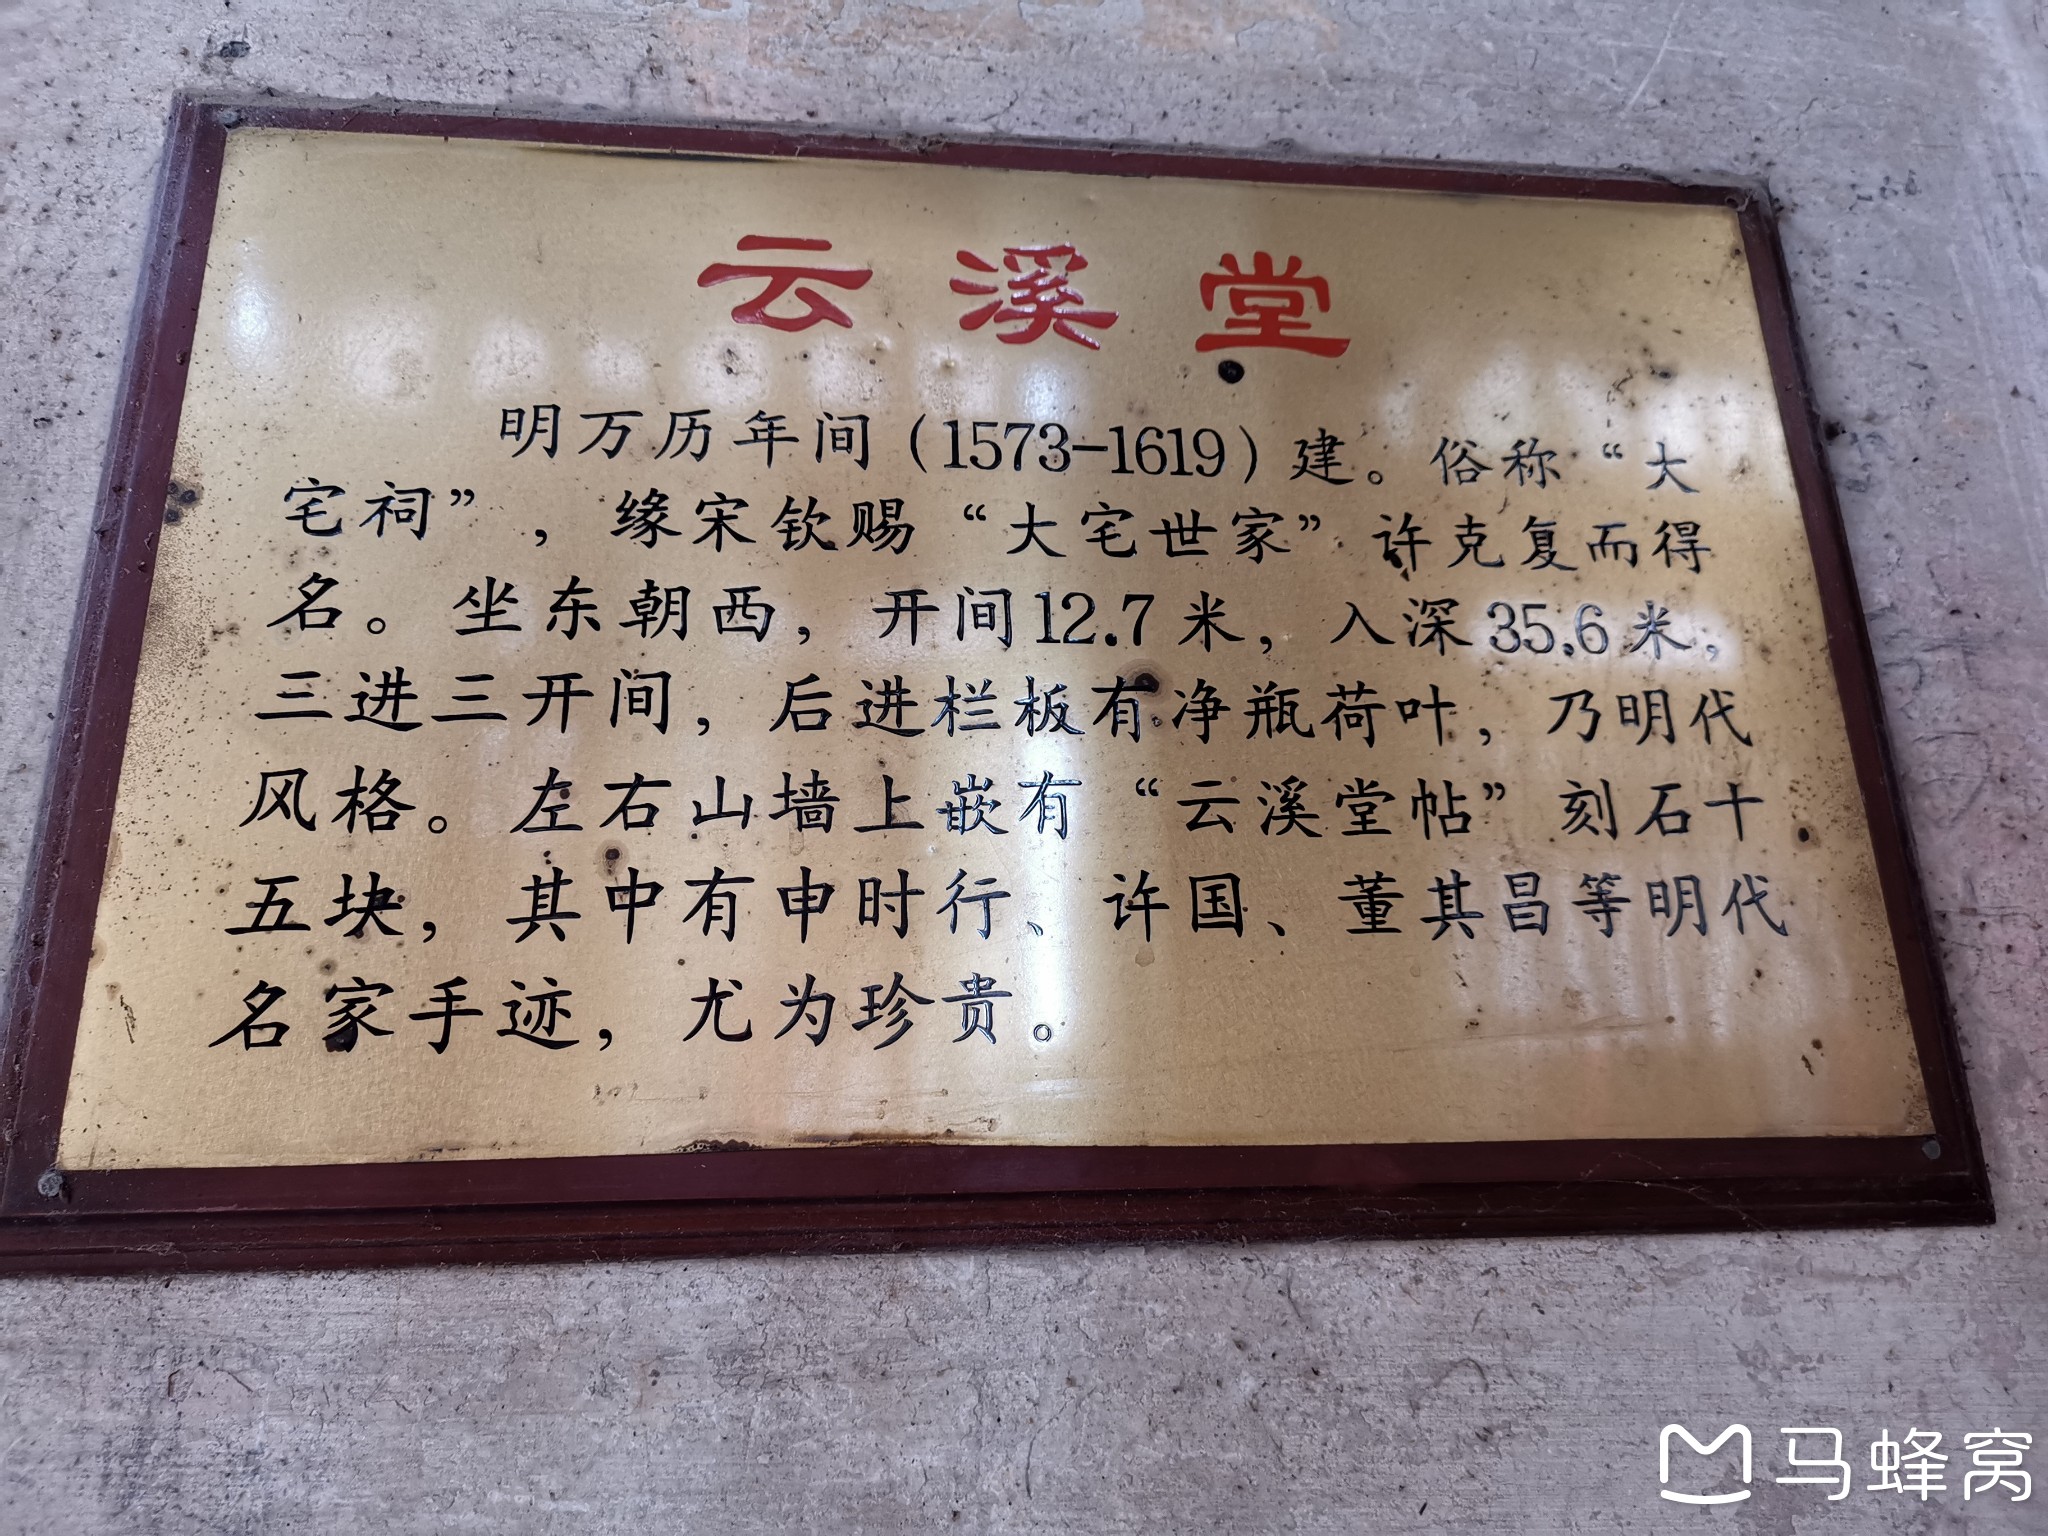 云溪堂
明万历年间（1573-1619）建。俗称“大
宅祠”，缘宋钦赐“大宅世家”许克复而得
名。坐东朝西，开间12.7米，入深35.6米，
三进三开间，后进栏板有净瓶荷叶，乃明代
风格。左右山墙上嵌有“云溪堂帖”刻石十
五块，其中有申时行、许国、董其昌等明代
名家手迹，尤为珍贵。
马蜂窝